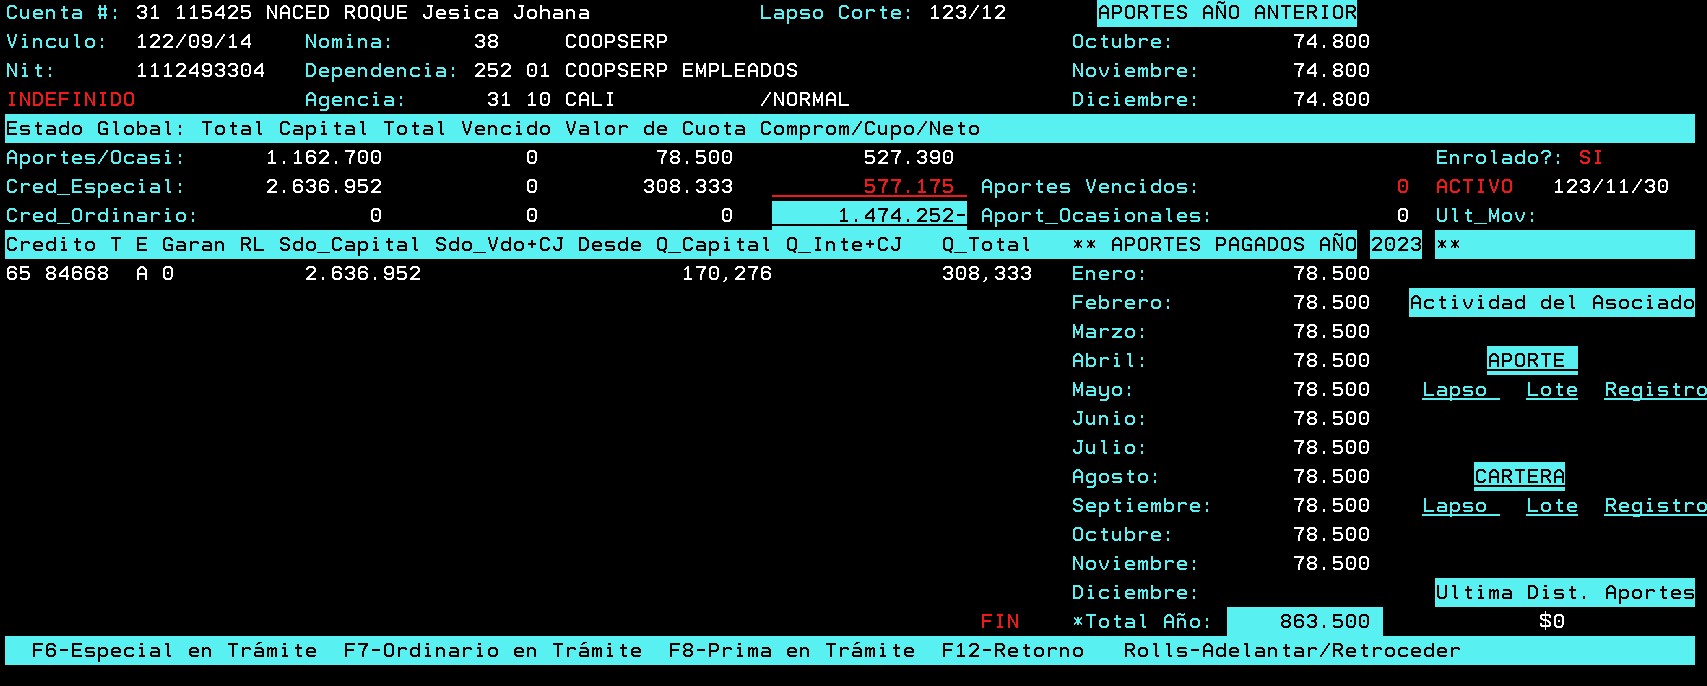 Cuenta #: 31 115425 NACED ROQUE Jesica Johana Lapso Corte: 123/12 APORTES AÑO ANTERIOR
Vinculo: 122/09/14 Nomina: 38 COOPSERP Octubre: 74.800
Nit: 1112493304 Dependencia: 252 01 COOPSERP EMPLEADOS Noviembre: 74.800
INDEFINIDO Agencia: 31 10 CALI /NORMAL Diciembre: 74.800
Estado Global: Total Capital Total Vencido Valor de Cuota Comprom/Cupo/Neto
Aportes/Ocasi: 1.162.700 0 78.500 527.390 Enrolado?: SI
Cred_Especial: 2.636.952 0 308.333 577.175 Aportes Vencidos: 0 ACTIVO 123/11/30
Cred_Ordinario: 0 0 0 1.474.252- Aport_Ocasionales: 0 Ult_Mov:
Credito T E Garan RL Sdo_Capital Sdo_Vdo+CJ Desde Q_Capital Q_Inte+CJ Q_Total ** APORTES PAGADOS AÑO 2023 **
65 84668 A 0 2.636.952 170,276 308,333 Enero: 78.500
Febrero: 78.500 Actividad del Asociado
Marzo: 78.500
Abril: 78.500 APORTE
Mayo: 78.500 Lapso Lote Registro
Junio: 78.500
Julio: 78.500
Agosto: 78.500 CARTERA
Septiembre: 78.500 Lapso Lote Registro
Octubre: 78.500
Noviembre: 78.500
Diciembre: Ultima Dist. Aportes
FIN *Total Año: 863.500 $0
F6-Especial en Trámite F7-Ordinario en Trámite F8-Prima en Trámite F12-Retorno Rolls-Adelantar/Retroceder